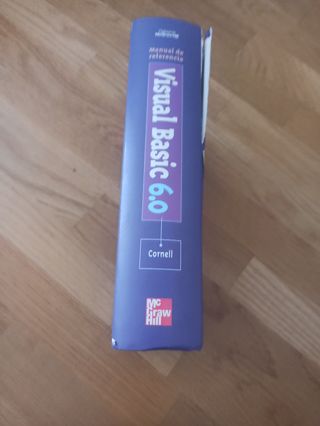 Manual de
referencia
Visual Basic 6.0
Cornell
Mc
Graw
Hill